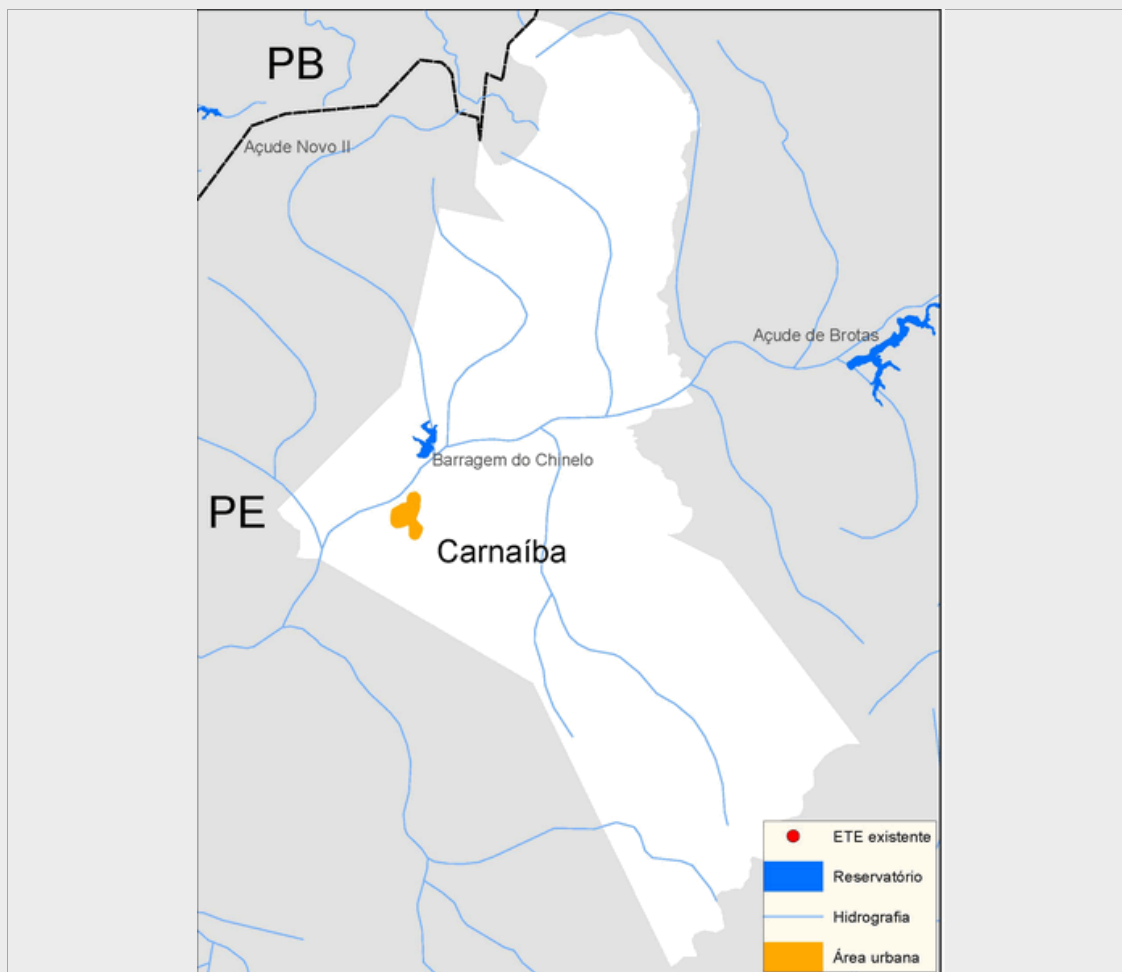 PB
Açude Novo II
Açude de Brotas
Barragem do Chinelo
PE
Carnaíba
ETE existente
Reservatório
Hidrografia
Área urbana